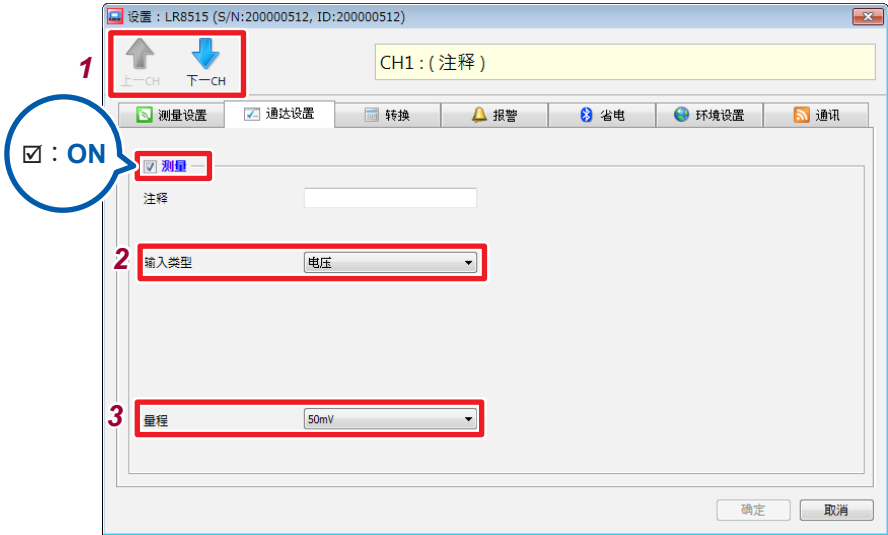 设置：LR8515 (S/N:200000512, ID:200000512)
1
上一CH 下一CH
CH1 : ( 注释 )
测量设置 通达设置 转换 报警 省电 环境设置 通讯
☑：ON
测量
注释
2 输入类型 电压
3 量程 50mV
确定 取消